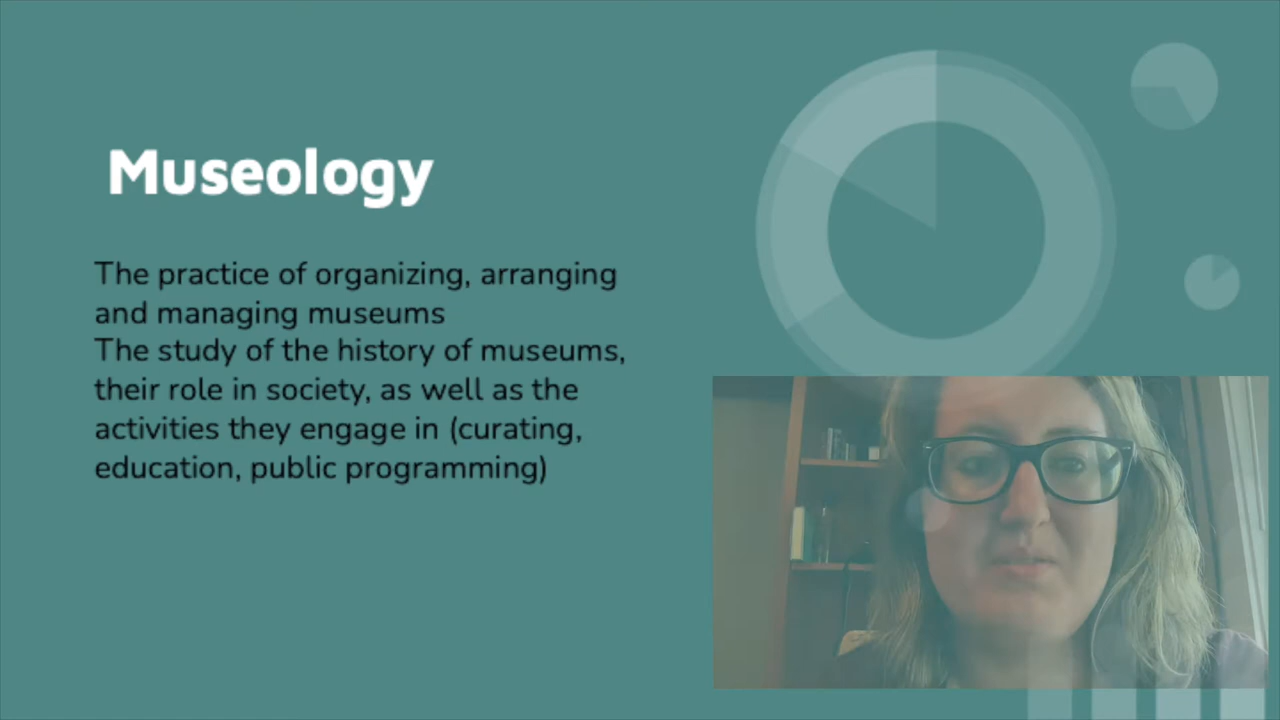 Museology
The practice of organizing, arranging
and managing museums
The study of the history of museums,
their role in society, as well as the
activities they engage in (curating,
education, public programming)